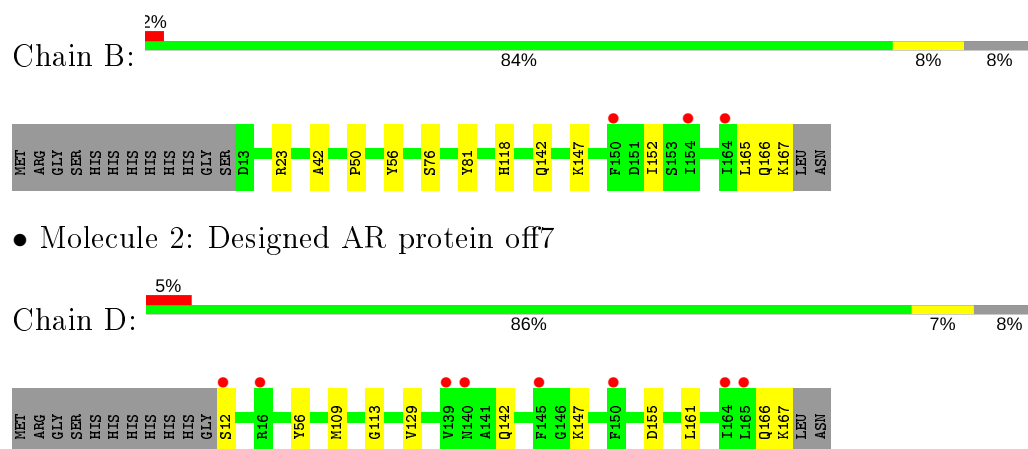 2%
Chain B:
84% 8% 8%
MET ARG GLY SER HIS HIS HIS HIS HIS HIS GLY SER D13 R23 A42 P50 Y56 S76 Y81 H118 Q142 K147 F150 D151 I152 S153 I154 I164 L165 Q166 K167 LEU ASN
• Molecule 2: Designed AR protein off7
5%
Chain D:
86% 7% 8%
MET ARG GLY SER HIS HIS HIS HIS HIS HIS GLY S12 R16 Y56 M109 G113 V129 V139 N140 A141 Q142 F145 G146 K147 F150 D155 L161 I164 L165 Q166 K167 LEU ASN